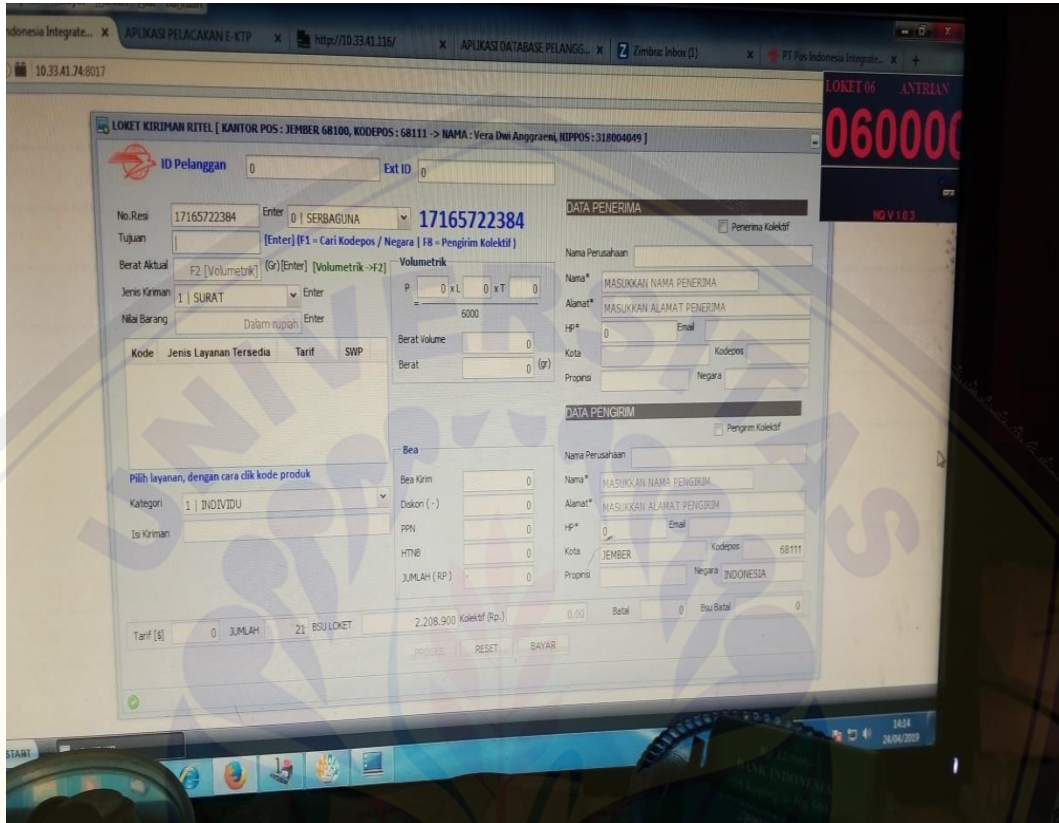 ndonesia Integrate... x APLIKASI PELACAKAN E-KTP x http://10.33.41.116/ x APLIKASI DATABASE PELANGG... x Zimbra: Inbox (1) x PT Pos Indonesia Integrate... x +
10.33.41.74:8017
LOKET 06 ANTRIAN
060000
NQ V 1.0.3
LOKET KIRIMAN RITEL [ KANTOR POS : JEMBER 68100, KODEPOS : 68111 -> NAMA : Vera Dwi Anggraeni, NIPPOS : 318004049 ]
ID Pelanggan 0 Ext ID 0
No.Resi 17165722384 Enter 0 | SERBAGUNA 17165722384
Tujuan [Enter] (F1 = Cari Kodepos / Negara | F8 = Pengirim Kolektif )
Berat Aktual F2 [Volumetrik] (Gr)[Enter] [Volumetrik ->F2]
Jenis Kiriman 1 | SURAT Enter
Nilai Barang Dalam rupiah Enter
Kode Jenis Layanan Tersedia Tarif SWP
Pilih layanan, dengan cara clik kode produk
Kategori 1 | INDIVIDU
Isi Kiriman
Volumetrik
P 0 x L 0 x T 0
=
6000
Berat Volume 0
Berat 0 (gr)
Bea
Bea Kirim 0
Diskon ( - ) 0
PPN 0
HTNB 0
JUMLAH ( RP ) 0
DATA PENERIMA
Penerima Kolektif
Nama Perusahaan
Nama* MASUKKAN NAMA PENERIMA
Alamat* MASUKKAN ALAMAT PENERIMA
HP* 0 Email
Kota Kodepos
Propinsi Negara
DATA PENGIRIM
Pengirim Kolektif
Nama Perusahaan
Nama* MASUKKAN NAMA PENGIRIM
Alamat* MASUKKAN ALAMAT PENGIRIM
HP* 0 Email
Kota JEMBER Kodepos 68111
Propinsi Negara INDONESIA
Tarif [$] 0 JUMLAH 21 BSU LOKET 2.208.900 Kolektif (Rp.) 0.00 Batal 0 Bsu Batal 0
PROSES RESET BAYAR
START
14:14
24/04/2019
BANK INDONESIA
UNIVERSITAS